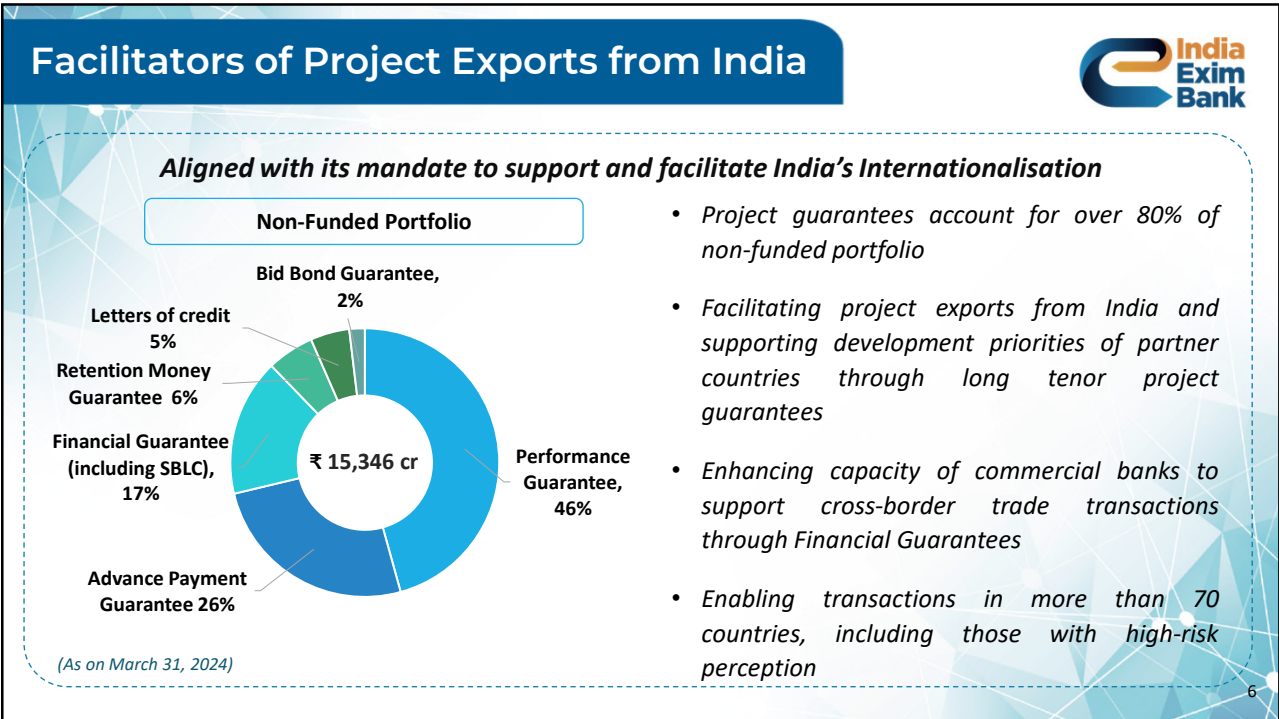 Facilitators of Project Exports from India
India
Exim
Bank
Aligned with its mandate to support and facilitate India's Internationalisation
Non-Funded Portfolio
Bid Bond Guarantee,
2%
Letters of credit
5%
Retention Money
Guarantee 6%
Financial Guarantee
(including SBLC),
17%
₹ 15,346 cr
Performance
Guarantee,
46%
Advance Payment
Guarantee 26%
(As on March 31, 2024)
• Project guarantees account for over 80% of
non-funded portfolio
• Facilitating project exports from India and
supporting development priorities of partner
countries through long tenor project
guarantees
• Enhancing capacity of commercial banks to
support cross-border trade transactions
through Financial Guarantees
• Enabling transactions in more than 70
countries, including those with high-risk
perception
6